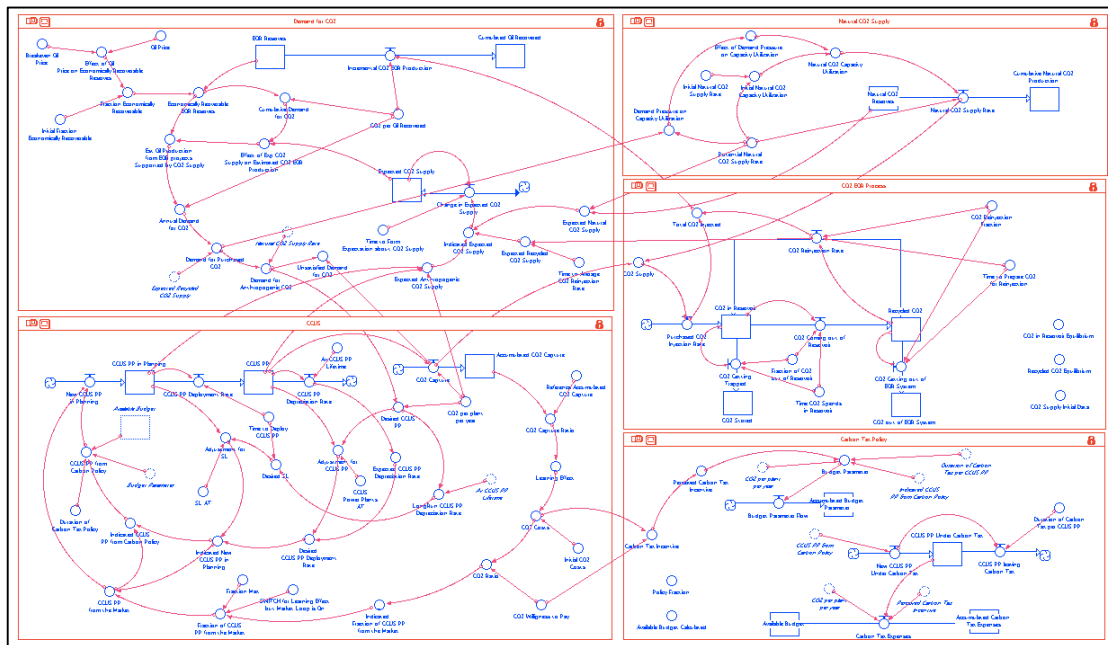 Demand for CO2
Breakeven Oil
Price
Oil Price
Effect of Oil
Price on Economically Recoverable
Reserves
EOR Reserves
Incremental CO2 EOR Production
Cumulated Oil Recovered
Fraction Economically
Recoverable
Economically Recoverable
EOR Reserves
Cumulative Demand
for CO2
CO2 per Oil Recovered
Initial Fraction
Economically Recoverable
Est Oil Production
from EOR projects
Supported by CO2 Supply
Effect of Exp CO2
Supply on Estimated CO2 EOR
Production
Expected CO2 Supply
Change in Expected CO2
Supply
Annual Demand
for CO2
Natural CO2 Supply Rate
Time to Form
Expectation about CO2 Supply
Indicated Expected
CO2 Supply
Expected Natural
CO2 Supply
Demand for Purchased
CO2
Unsatisfied Demand for
CO2
Expected Recycled
CO2 Supply
Demand for
Anthropogenic CO2
Expected Recycled
CO2 Supply
Expected Anthropogenic
CO2 Supply
Time to Average
CO2 Reinjection
Rate
Natural CO2 Supply
Effect of Demand Pressure
on Capacity Utilization
Natural CO2 Capacity
Utilization
Initial Natural CO2
Supply Rate
Initial Natural CO2
Capacity Utilization
Cumulative Natural CO2
Production
Natural CO2
Reserves
Natural CO2 Supply Rate
Demand Pressure on
Capacity Utilization
Potential Natural
CO2 Supply Rate
CO2 EOR Process
Total CO2 Injected
CO2 Reinjection Rate
CO2 Reinjection
Fraction
CO2 Supply
Time to Prepare CO2
for Reinjection
CO2 in Reservoir
Recycled CO2
Purchased CO2
Injection Rate
CO2 Coming out of
Reservoir
CO2 in Reservoir Equilibrium
CO2 Getting
Trapped
Fraction of CO2
out of Reservoir
CO2 Getting out of
EOR System
Recycled CO2 Equilibrium
Time CO2 Spends
in Reservoir
CO2 Supply Initial Data
CO2 Stored
CO2 out of EOR System
CCUS
CCUS PP in Planning
CCUS PP
Av CCUS PP
Lifetime
Accumulated CO2 Capture
New CCUS PP
in Planning
CCUS PP Deployment Rate
CCUS PP
Depreciation Rate
CO2 Capture
Reference Accumulated
CO2 Capture
Available Budget
Time to Deploy
CCUS PP
Desired CCUS
PP
CO2 per plant
per year
CO2 Capture Ratio
Adjustment for
SL
CCUS PP from
Carbon Policy
Desired SL
Adjustment for
CCUS PP
Expected CCUS PP
Depreciation Rate
Learning Effect
Budget Parameter
SL AT
CCUS
Power Plants
AT
Av CCUS PP
Lifetime
Long Run CCUS PP
Depreciation Rate
Duration of
Carbon Tax Policy
Indicated CCUS
PP from Carbon Policy
CO2 Costs
Indicated New
CCUS PP
in Planning
Desired
CCUS PP Deployment Rate
Initial CO2
Costs
CO2 Ratio
CCUS PP
from the Market
Fraction Max
SWITCH for Learning Effect
but Market Loop is On
Fraction of CCUS
PP from the Market
Indicated
Fraction of CCUS
PP from the Market
CO2 Willingness to Pay
Carbon Tax Policy
Perceived Carbon Tax
Incentive
CO2 per plant
per year
Budget Parameter
Duration of Carbon
Tax per CCUS PP
Indicated CCUS
PP from Carbon Policy
Budget Parameter Flow
Accumulated Budget
Parameter
Carbon Tax Incentive
CCUS PP from
Carbon Policy
CCUS PP Under Carbon Tax
Duration of Carbon
Tax per CCUS PP
New CCUS PP
Under Carbon Tax
CCUS PP leaving
Carbon Tax
Policy Fraction
CO2 per plant
per year
Perceived Carbon Tax
Incentive
Available Budget Calculated
Available Budget
Carbon Tax Expenses
Accumulated Carbon
Tax Expenses